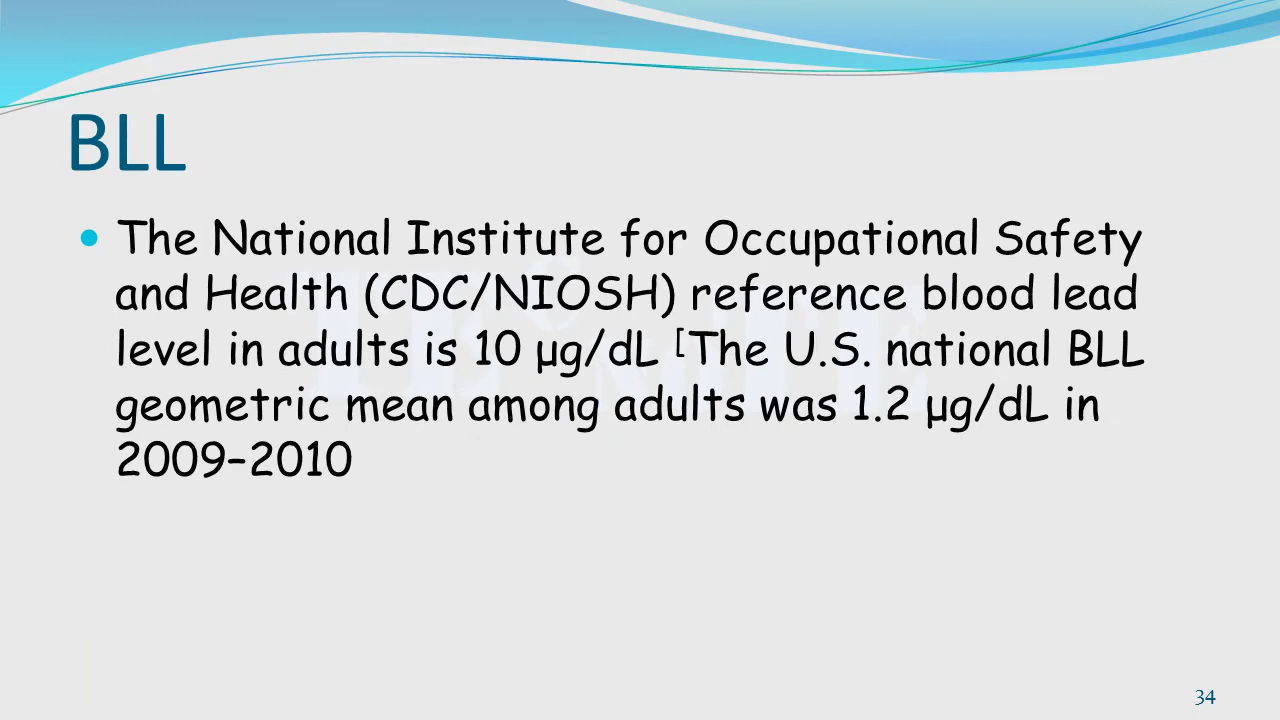 BLL
• The National Institute for Occupational Safety
and Health (CDC/NIOSH) reference blood lead
level in adults is 10 µg/dL [The U.S. national BLL
geometric mean among adults was 1.2 µg/dL in
2009–2010
34